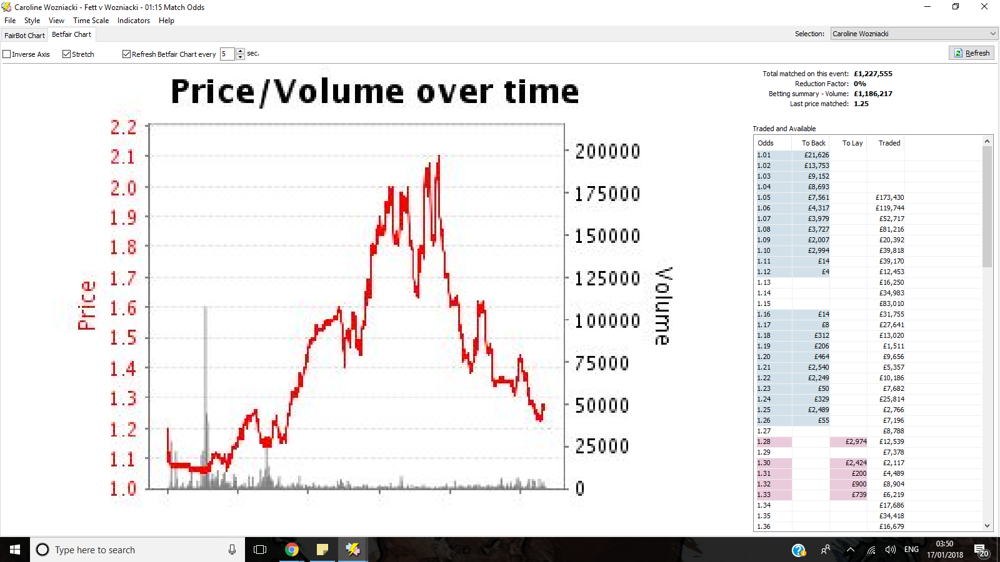 Caroline Wozniacki - Fett v Wozniacki - 01:15 Match Odds
File Style View Time Scale Indicators Help
FairBot Chart Betfair Chart
Selection: Caroline Wozniacki
Inverse Axis Stretch Refresh Betfair Chart every 5 sec.
Refresh
Price/Volume over time
Total matched on this event: £1,227,555
Reduction Factor: 0%
Betting summary - Volume: £1,186,217
Last price matched: 1.25
Price
2.2
2.1
2.0
1.9
1.8
1.7
1.6
1.5
1.4
1.3
1.2
1.1
1.0
200000
175000
150000
125000
100000
75000
50000
25000
0
Volume
Traded and Available
Odds To Back To Lay Traded
1.01 £21,626
1.02 £13,753
1.03 £9,152
1.04 £8,693
1.05 £7,561 £173,430
1.06 £4,317 £119,744
1.07 £3,979 £52,717
1.08 £3,727 £81,216
1.09 £2,007 £20,392
1.10 £2,994 £39,818
1.11 £14 £39,170
1.12 £4 £12,453
1.13 £16,250
1.14 £34,983
1.15 £83,010
1.16 £14 £31,755
1.17 £8 £27,641
1.18 £312 £13,020
1.19 £206 £1,511
1.20 £464 £9,656
1.21 £2,540 £5,357
1.22 £2,249 £10,186
1.23 £50 £7,682
1.24 £329 £25,814
1.25 £2,489 £2,766
1.26 £55 £7,196
1.27 £8,788
1.28 £2,974 £12,539
1.29 £7,378
1.30 £2,424 £2,117
1.31 £200 £4,489
1.32 £900 £8,904
1.33 £739 £6,219
1.34 £17,686
1.35 £34,418
1.36 £16,679
Type here to search
ENG
03:50
17/01/2018
20